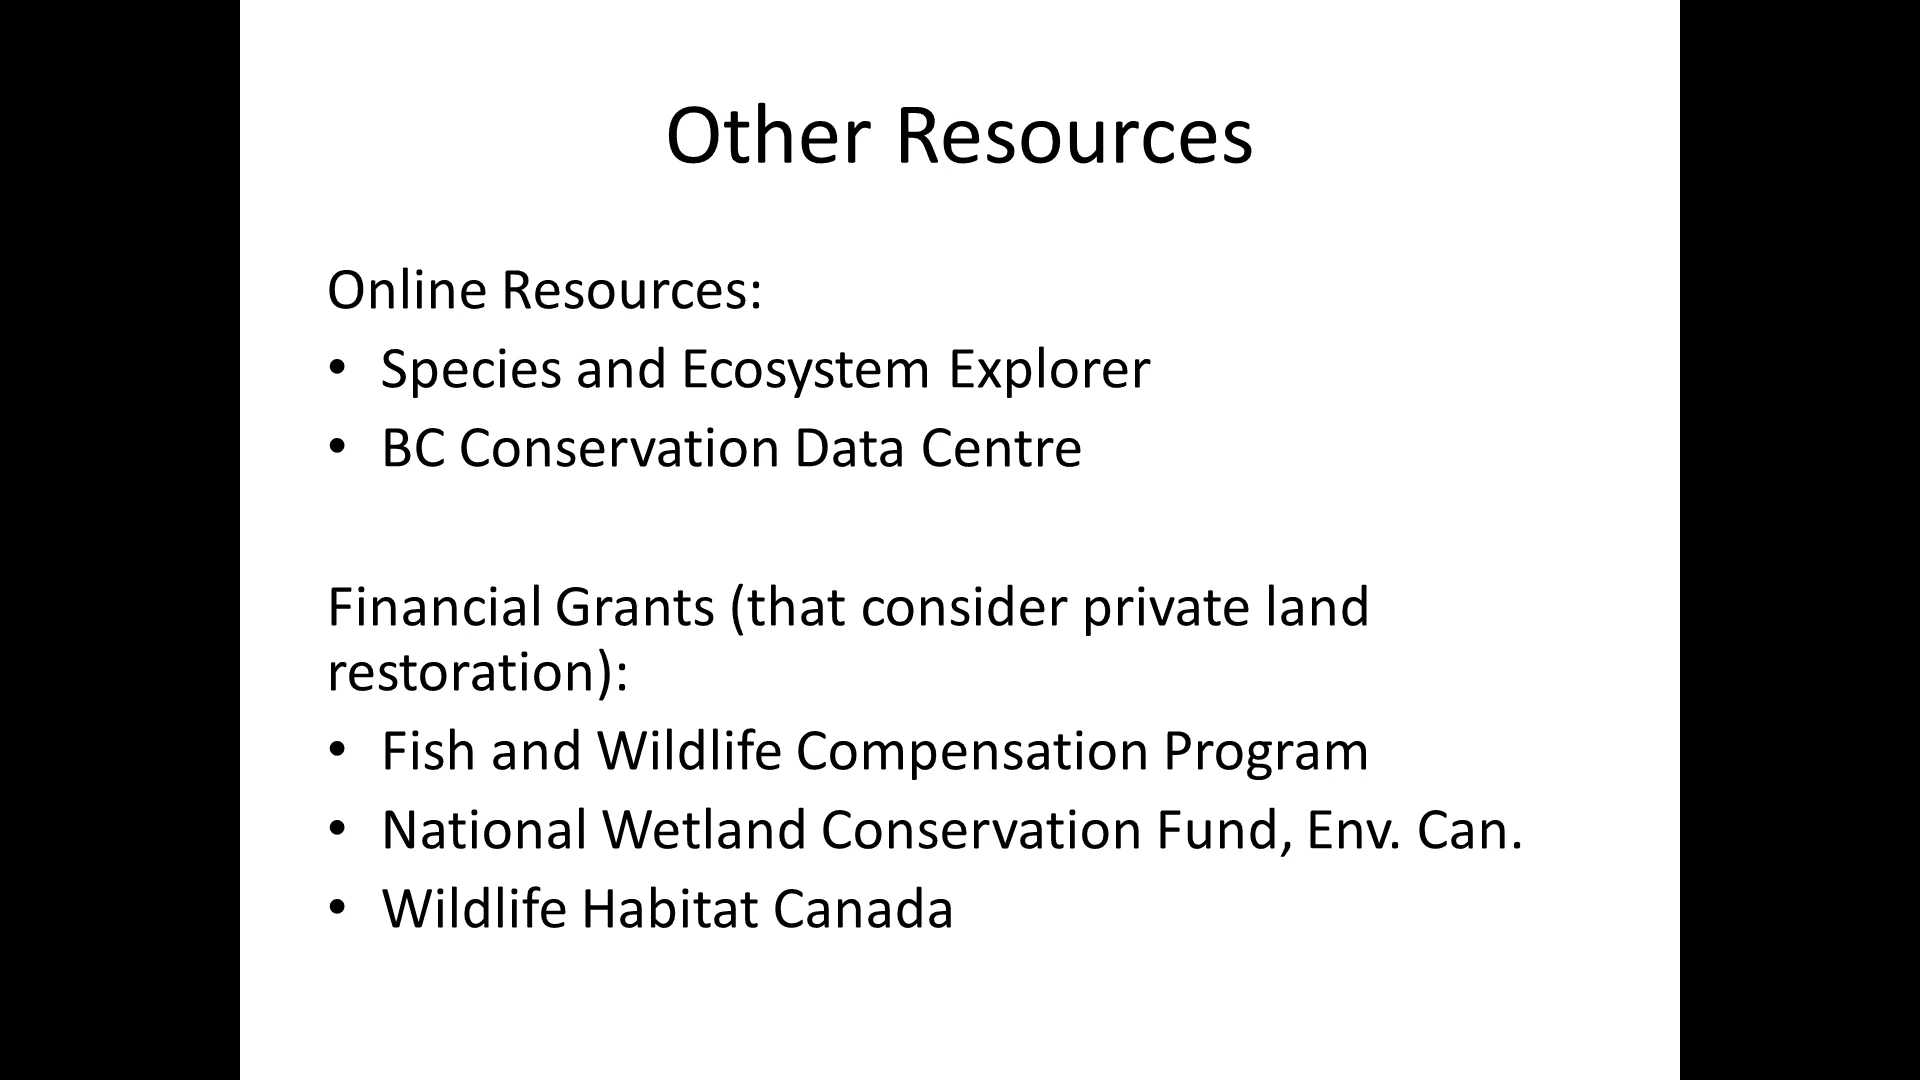 Other Resources
Online Resources:
• Species and Ecosystem Explorer
• BC Conservation Data Centre
Financial Grants (that consider private land
restoration):
• Fish and Wildlife Compensation Program
• National Wetland Conservation Fund, Env. Can.
• Wildlife Habitat Canada